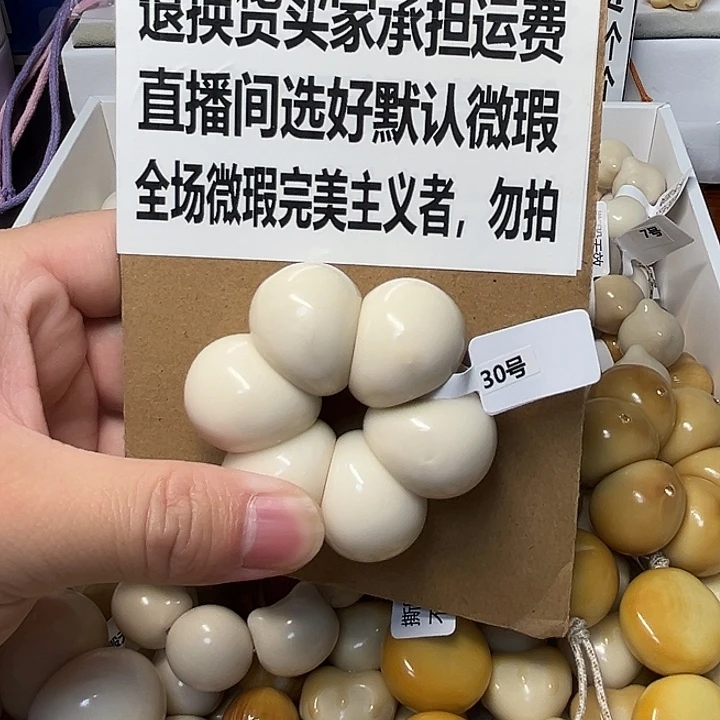 退换货买家承担运费
直播间选好默认微瑕
全场微瑕完美主义者，勿拍
30号
7号